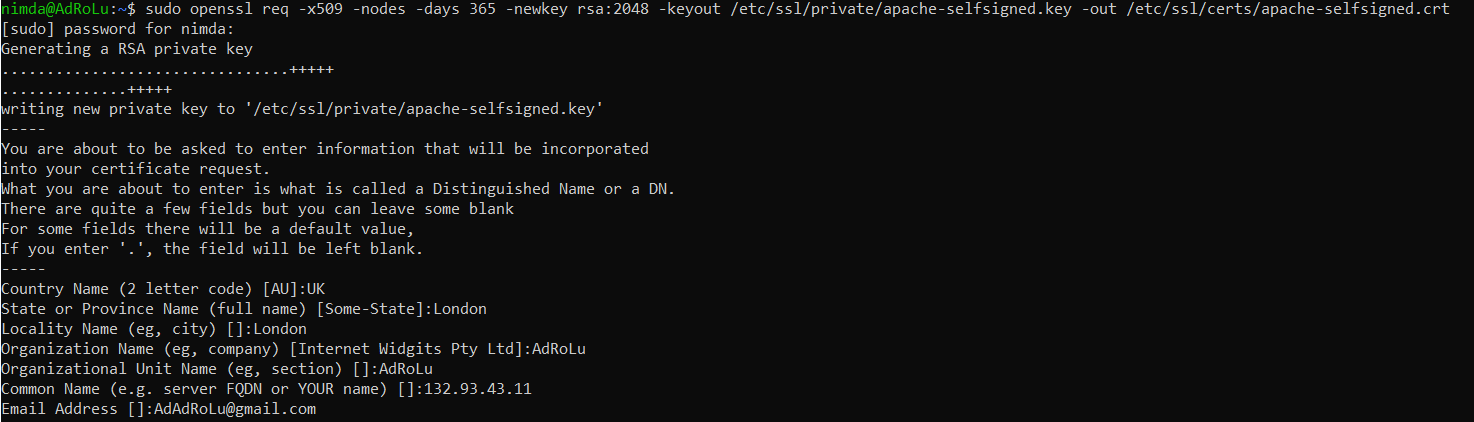 nimda@AdRoLu:~$ sudo openssl req -x509 -nodes -days 365 -newkey rsa:2048 -keyout /etc/ssl/private/apache-selfsigned.key -out /etc/ssl/certs/apache-selfsigned.crt
[sudo] password for nimda:
Generating a RSA private key
................................+++++
..............+++++
writing new private key to '/etc/ssl/private/apache-selfsigned.key'
-----
You are about to be asked to enter information that will be incorporated
into your certificate request.
What you are about to enter is what is called a Distinguished Name or a DN.
There are quite a few fields but you can leave some blank
For some fields there will be a default value,
If you enter '.', the field will be left blank.
-----
Country Name (2 letter code) [AU]:UK
State or Province Name (full name) [Some-State]:London
Locality Name (eg, city) []:London
Organization Name (eg, company) [Internet Widgits Pty Ltd]:AdRoLu
Organizational Unit Name (eg, section) []:AdRoLu
Common Name (e.g. server FQDN or YOUR name) []:132.93.43.11
Email Address []:AdAdRoLu@gmail.com